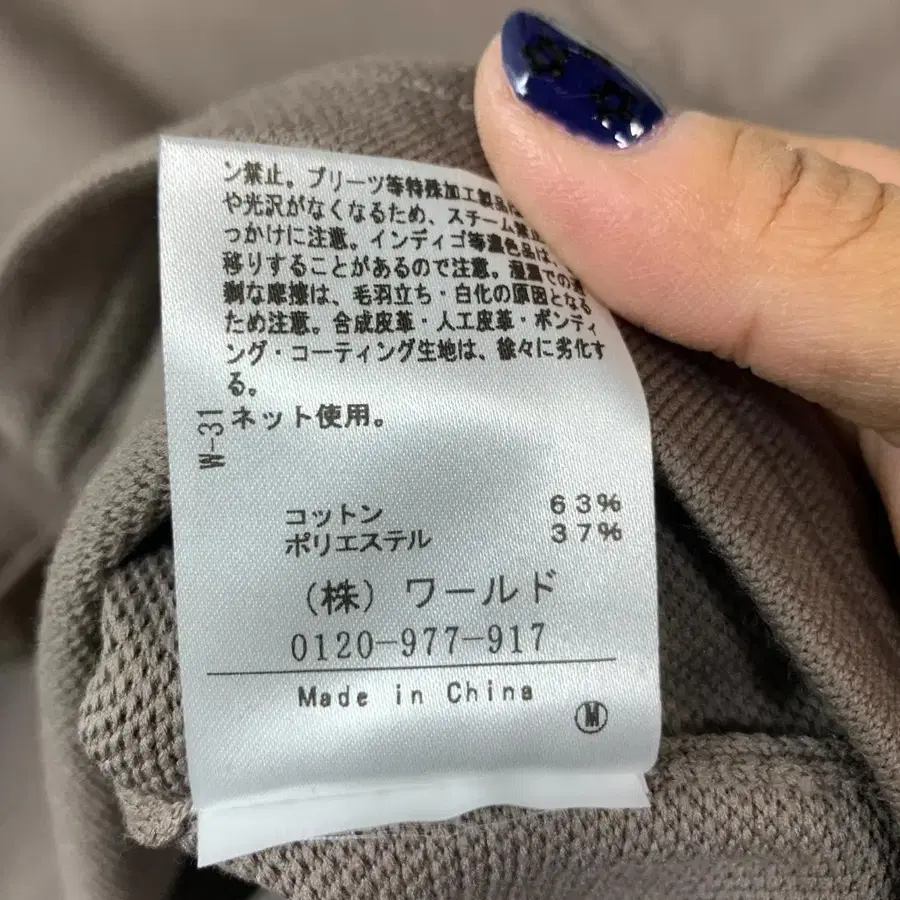 ン禁止。プリーツ等特殊加工製品は
や光沢がなくなるため、スチーム禁止
っかけに注意。インディゴ等濃色品は、
移りすることがあるので注意。湿潤での過
剰な摩擦は、毛羽立ち・白化の原因となる
ため注意。合成皮革・人工皮革・ボンディ
ング・コーティング生地は、徐々に劣化す
る。
ネット使用。
W-31
コットン 63%
ポリエステル 37%
(株) ワールド
0120-977-917
Made in China
M